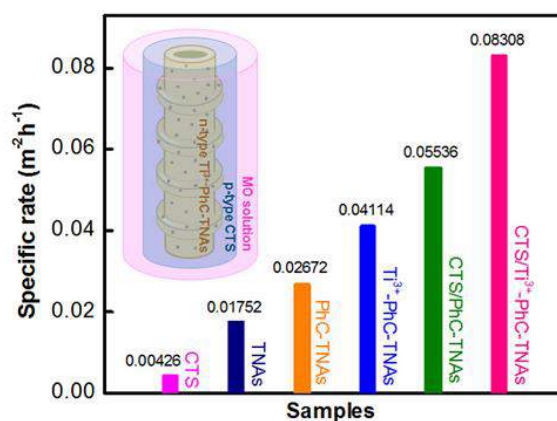 Specific rate (m⁻²h⁻¹)
0.08
0.06
0.04
0.02
0.00
n-type Ti³⁺-PhC-TNAs
p-type CTS
MO solution
0.00426
CTS
0.01752
TNAs
0.02672
PhC-TNAs
0.04114
Ti³⁺-PhC-TNAs
0.05536
CTS/PhC-TNAs
0.08308
CTS/Ti³⁺-PhC-TNAs
Samples